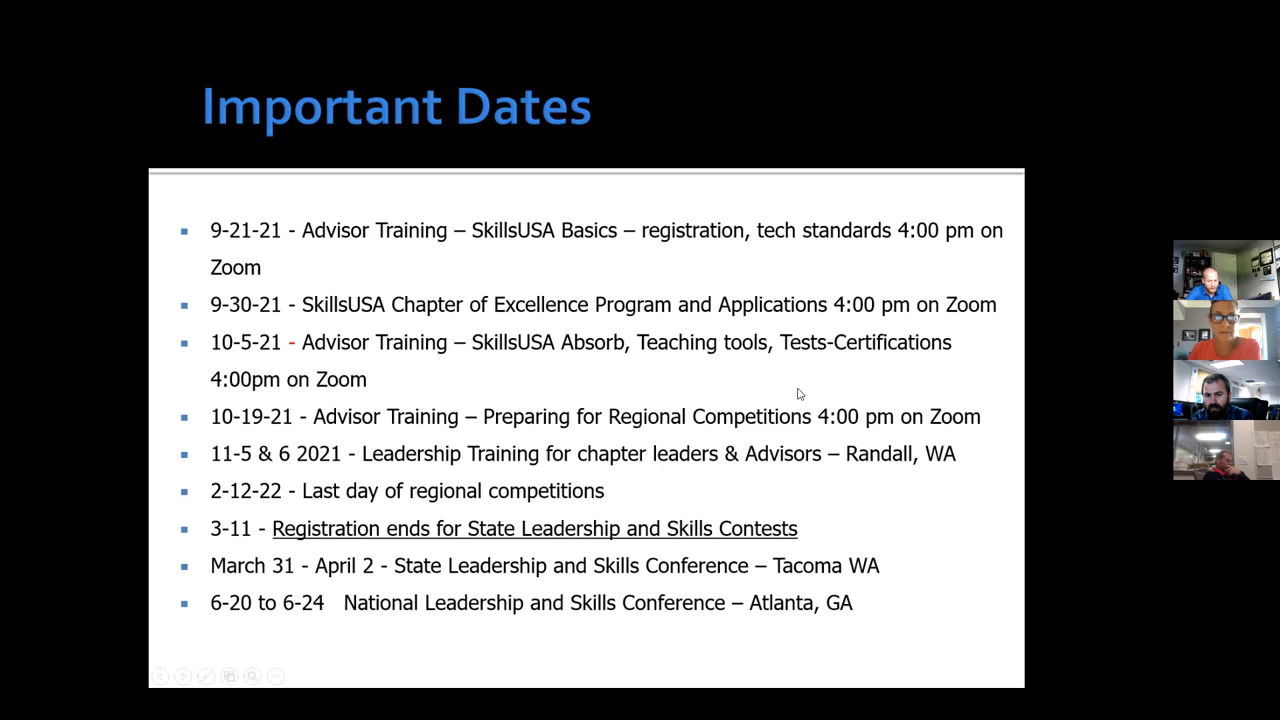 Important Dates
9-21-21 - Advisor Training – SkillsUSA Basics – registration, tech standards 4:00 pm on
Zoom
9-30-21 - SkillsUSA Chapter of Excellence Program and Applications 4:00 pm on Zoom
10-5-21 - Advisor Training – SkillsUSA Absorb, Teaching tools, Tests-Certifications
4:00pm on Zoom
10-19-21 - Advisor Training – Preparing for Regional Competitions 4:00 pm on Zoom
11-5 & 6 2021 - Leadership Training for chapter leaders & Advisors – Randall, WA
2-12-22 - Last day of regional competitions
3-11 - Registration ends for State Leadership and Skills Contests
March 31 - April 2 - State Leadership and Skills Conference – Tacoma WA
6-20 to 6-24 National Leadership and Skills Conference – Atlanta, GA